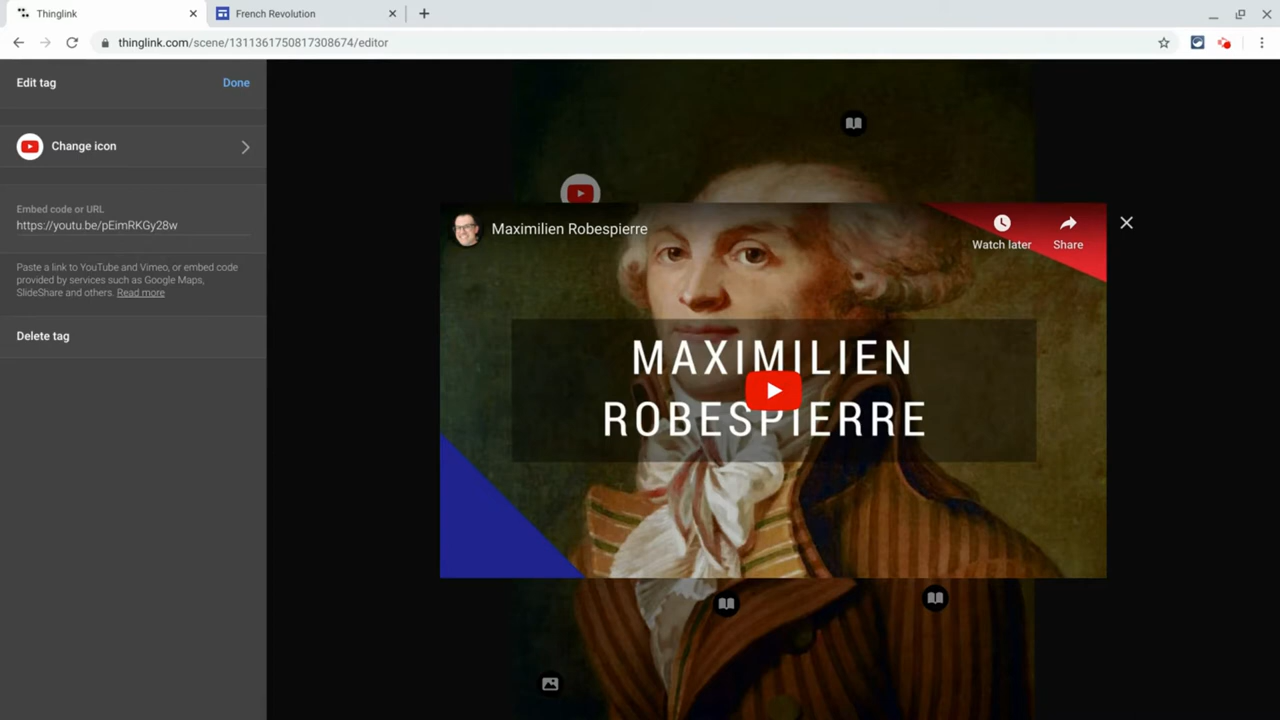 Thinglink
French Revolution
thinglink.com/scene/1311361750817308674/editor
Edit tag
Done
Change icon
Embed code or URL
https://youtu.be/pEimRKGy28w
Paste a link to YouTube and Vimeo, or embed code
provided by services such as Google Maps,
SlideShare and others. Read more
Delete tag
Maximilien Robespierre
Watch later
Share
MAXIMILIEN
ROBESPIERRE